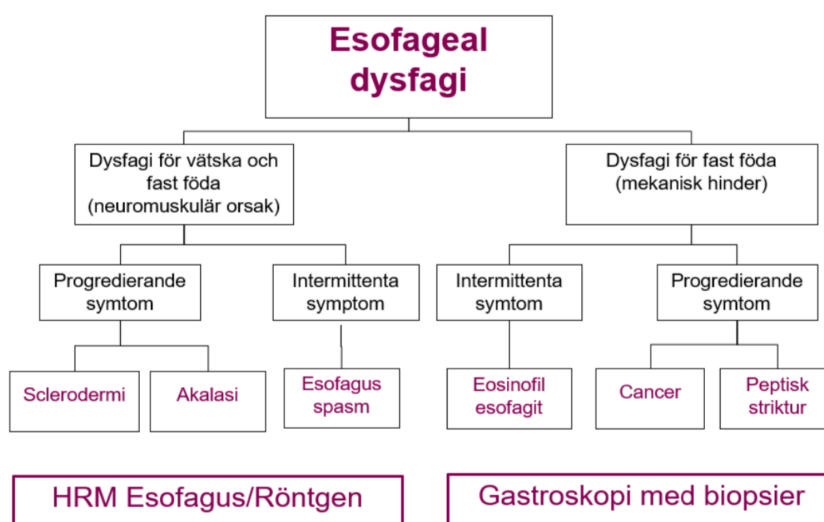 Esofageal
dysfagi
Dysfagi för vätska och
fast föda
(neuromuskulär orsak)
Dysfagi för fast föda
(mekanisk hinder)
Progredierande
symtom
Intermittenta
symptom
Intermittenta
symtom
Progredierande
symtom
Sclerodermi
Akalasi
Esofagus
spasm
Eosinofil
esofagit
Cancer
Peptisk
striktur
HRM Esofagus/Röntgen
Gastroskopi med biopsier